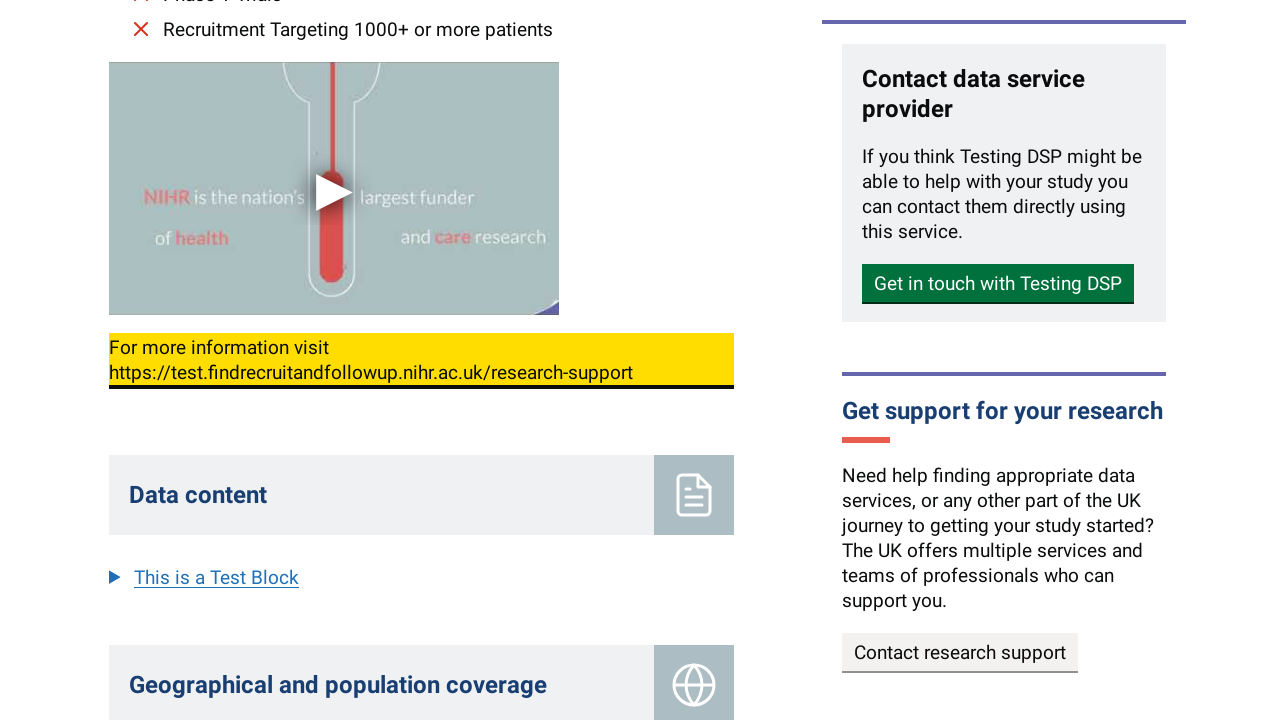 Recruitment Targeting 1000+ or more patients
NIHR is the nation's largest funder
of health and care research
For more information visit
https://test.findrecruitandfollowup.nihr.ac.uk/research-support
Data content
This is a Test Block
Geographical and population coverage
Contact data service
provider
If you think Testing DSP might be
able to help with your study you
can contact them directly using
this service.
Get in touch with Testing DSP
Get support for your research
Need help finding appropriate data
services, or any other part of the UK
journey to getting your study started?
The UK offers multiple services and
teams of professionals who can
support you.
Contact research support